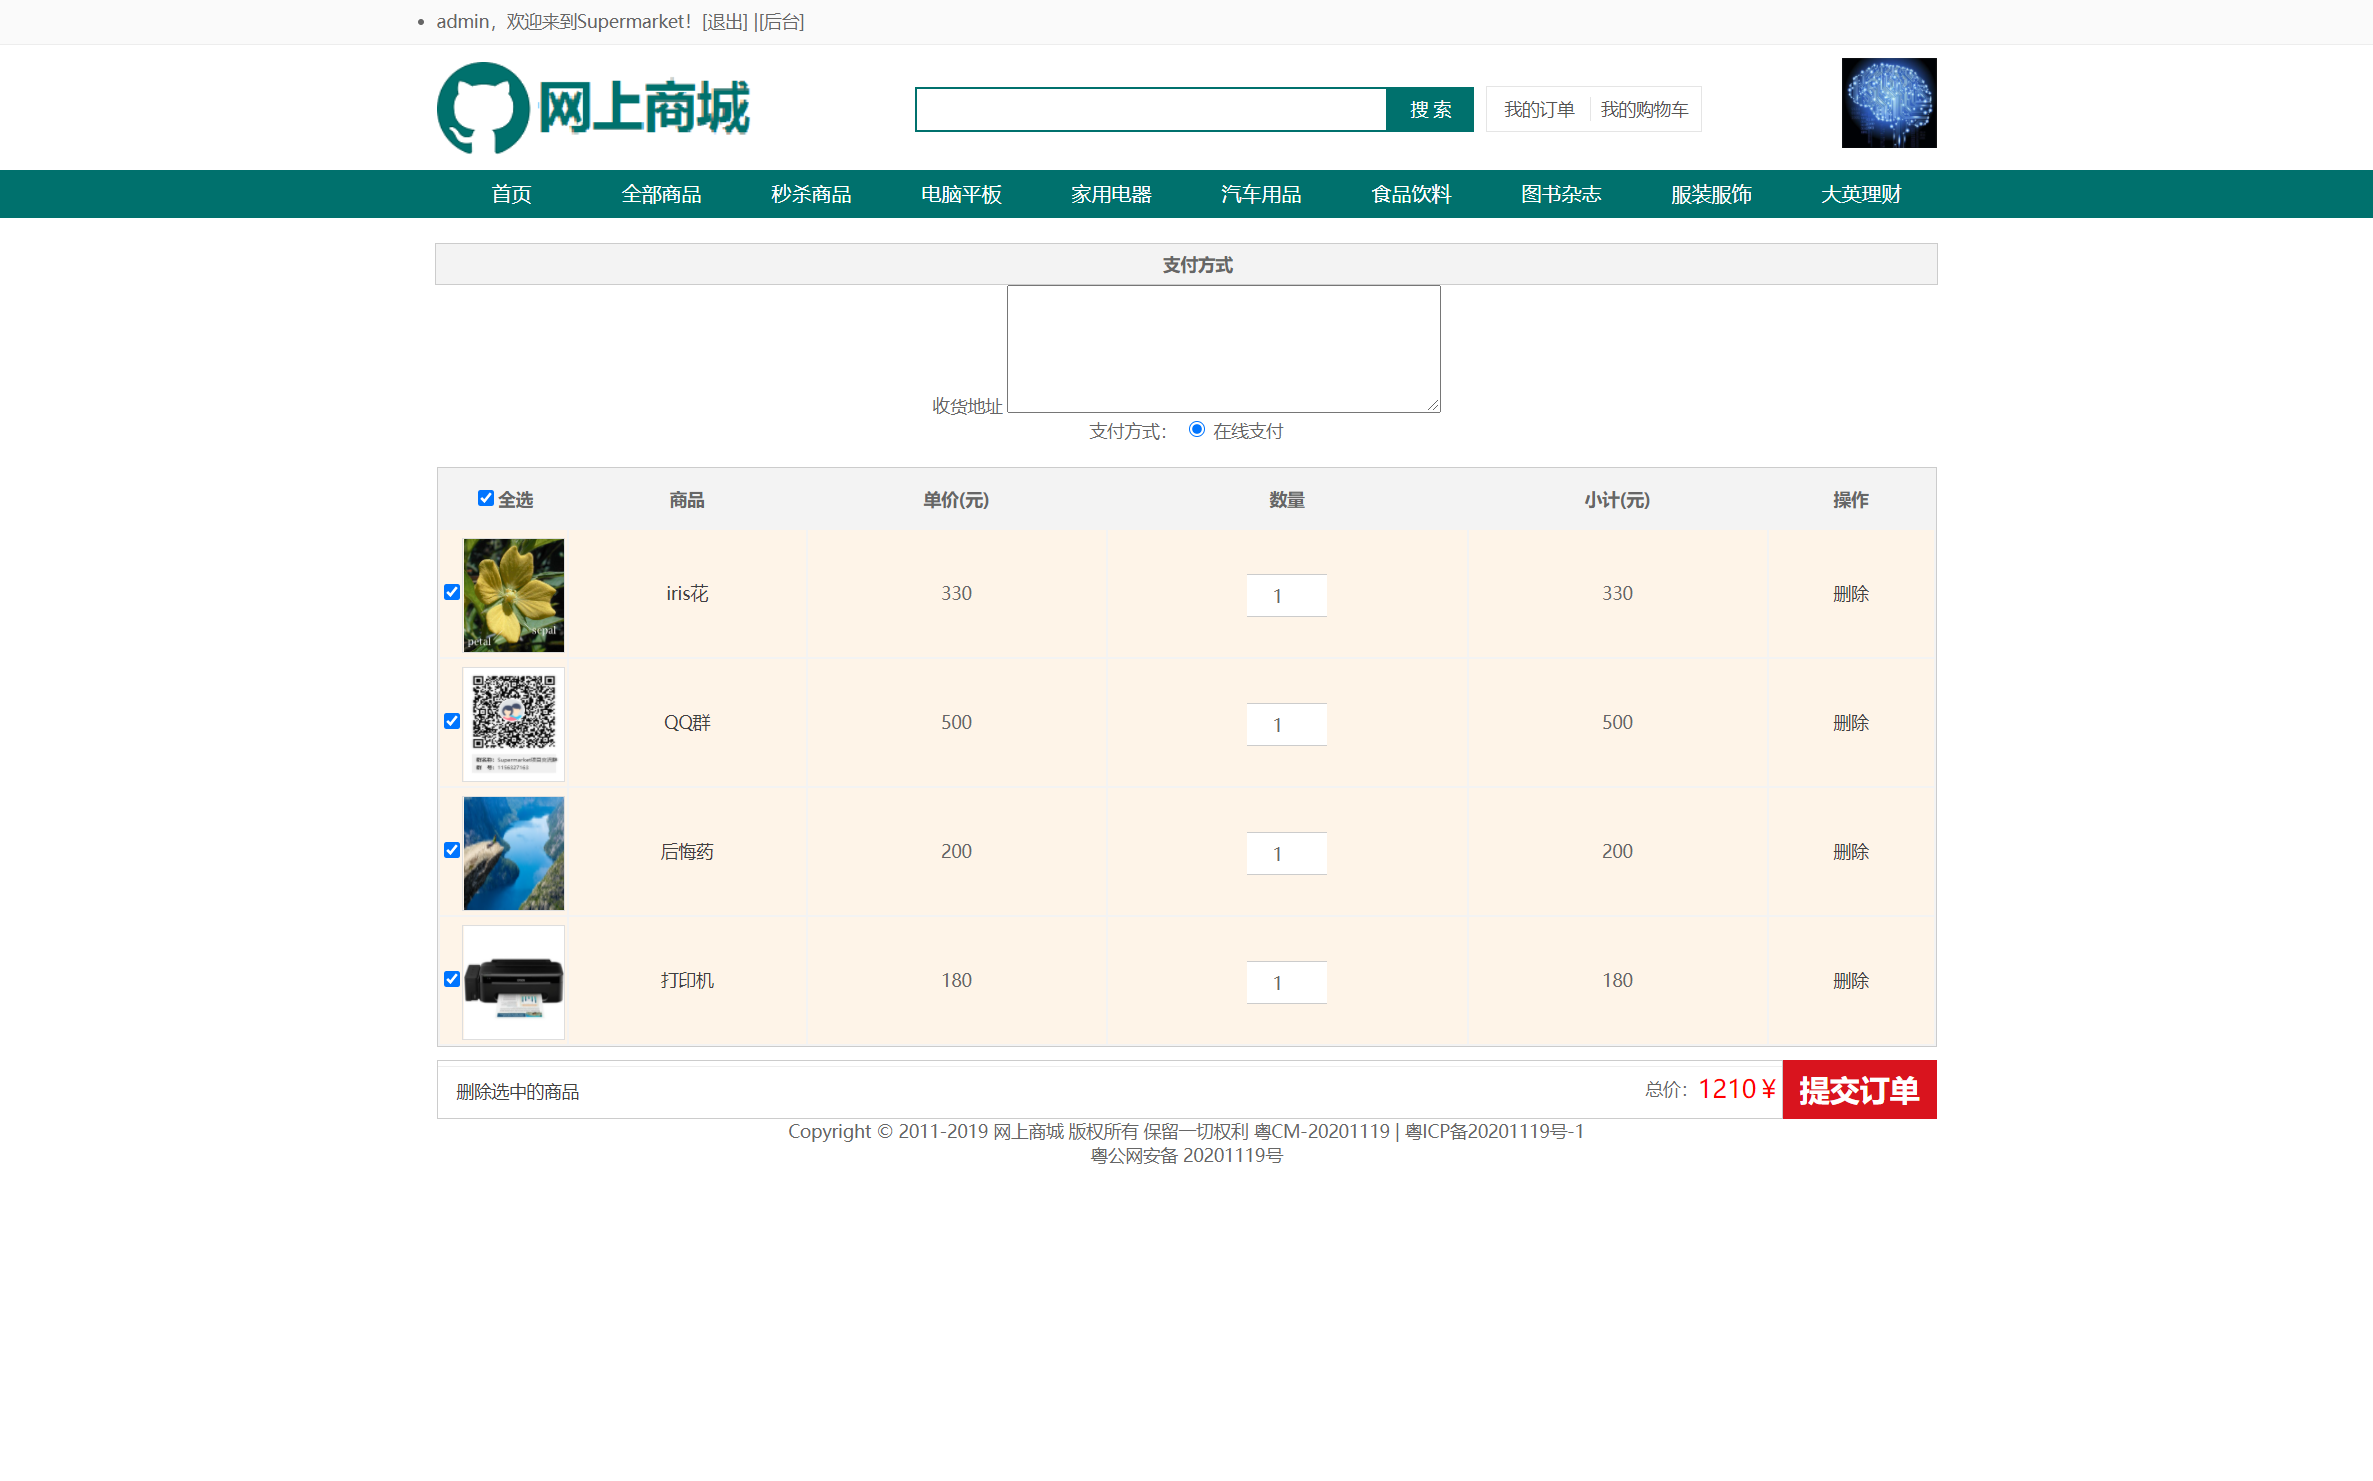 admin，欢迎来到Supermarket！[退出] |[后台]
网上商城
搜 索
我的订单 我的购物车
首页 全部商品 秒杀商品 电脑平板 家用电器 汽车用品 食品饮料 图书杂志 服装服饰 大英理财
支付方式
收货地址
支付方式： 在线支付
全选 商品 单价(元) 数量 小计(元) 操作
petal sepal
iris花 330 1 330 删除
QQ群 500 1 500 删除
后悔药 200 1 200 删除
打印机 180 1 180 删除
删除选中的商品 总价：1210¥ 提交订单
Copyright © 2011-2019 网上商城 版权所有 保留一切权利 粤CM-20201119 | 粤ICP备20201119号-1
粤公网安备 20201119号